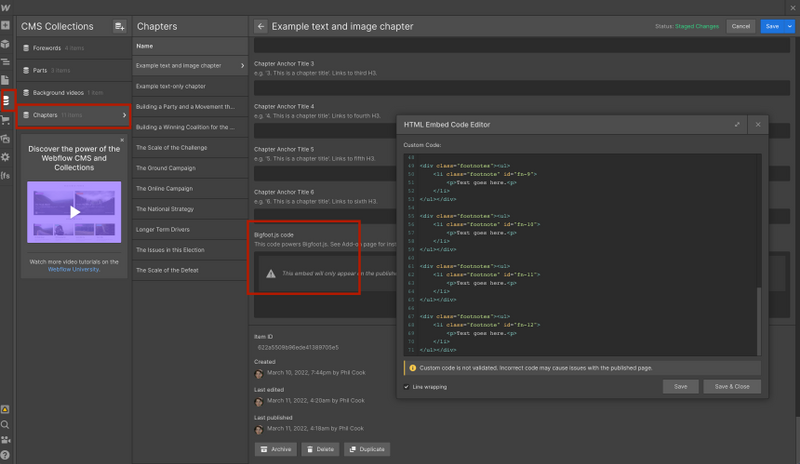 CMS Collections
Forewords 4 items
Parts 3 items
Background videos 1 item
Chapters 11 items
Discover the power of the
Webflow CMS and
Collections
Watch more video tutorials on the
Webflow University.
Chapters
Name
Example text and image chapter
Example text-only chapter
Building a Party and a Movement th...
Building a Winning Coalition for the ...
The Scale of the Challenge
The Ground Campaign
The Online Campaign
The National Strategy
Longer Term Drivers
The Issues in this Election
The Scale of the Defeat
Example text and image chapter
Status: Staged Changes
Cancel
Save
Chapter Anchor Title 3
e.g. '3. This is a chapter title'. Links to third H3.
Chapter Anchor Title 4
e.g. '4. This is a chapter title'. Links to fourth H3.
Chapter Anchor Title 5
e.g. '5. This is a chapter title'. Links to fifth H3.
Chapter Anchor Title 6
e.g. '6. This is a chapter title'. Links to sixth H3.
Bigfoot.js code
This code powers Bigfoot.js. See Add-on page for inst
This embed will only appear on the published
Item ID
Created
March 10, 2022, 7:44pm by Phil Cook
Last edited
March 11, 2022, 4:20am by Phil Cook
Last published
March 11, 2022, 4:18am by Phil Cook
Archive
Delete
Duplicate
HTML Embed Code Editor
Custom Code:
48
49 <div class="footnotes"><ul>
50 <li class="footnote" id="fn-9">
51 <p>Text goes here.<p>
52 </li>
53 </ul></div>
54
55 <div class="footnotes"><ul>
56 <li class="footnote" id="fn-10">
57 <p>Text goes here.<p>
58 </li>
59 </ul></div>
60
61 <div class="footnotes"><ul>
62 <li class="footnote" id="fn-11">
63 <p>Text goes here.<p>
64 </li>
65 </ul></div>
66
67 <div class="footnotes"><ul>
68 <li class="footnote" id="fn-12">
69 <p>Text goes here.<p>
70 </li>
71 </ul></div>
Custom code is not validated. Incorrect code may cause issues with the published page.
Line wrapping
Save
Save & Close